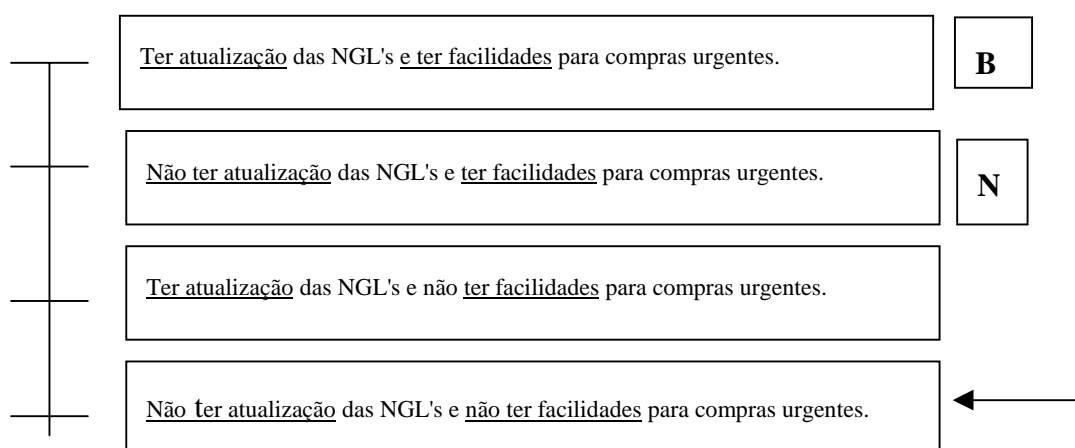 Ter atualização das NGL's e ter facilidades para compras urgentes.
B
Não ter atualização das NGL's e ter facilidades para compras urgentes.
N
Ter atualização das NGL's e não ter facilidades para compras urgentes.
Não ter atualização das NGL's e não ter facilidades para compras urgentes.